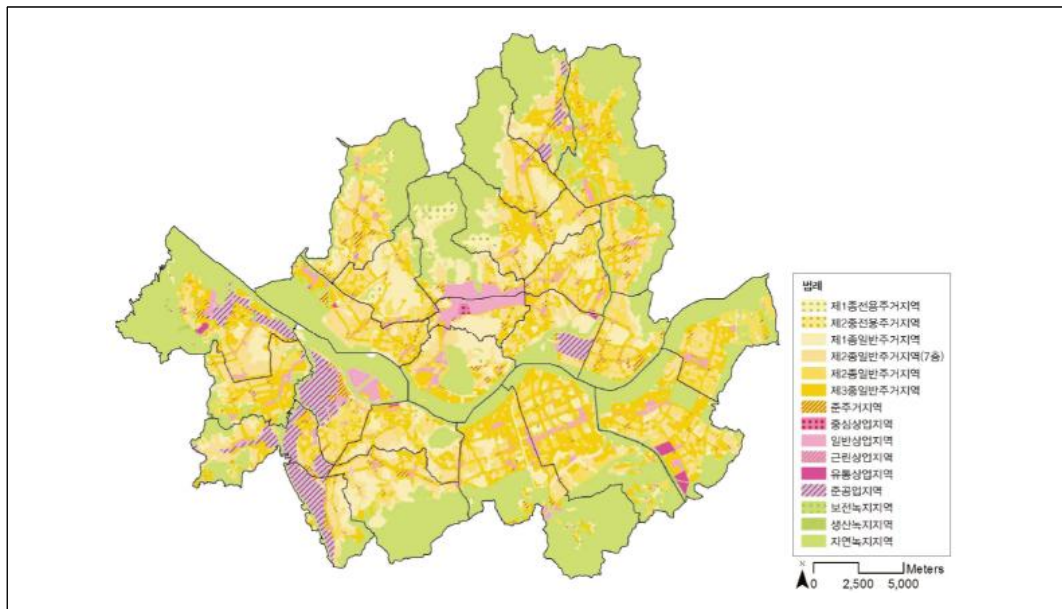 범례
제1종전용주거지역
제2종전용주거지역
제1종일반주거지역
제2종일반주거지역(7층)
제2종일반주거지역
제3종일반주거지역
준주거지역
중심상업지역
일반상업지역
근린상업지역
유통상업지역
준공업지역
보전녹지지역
생산녹지지역
자연녹지지역
N
Meters
0 2,500 5,000